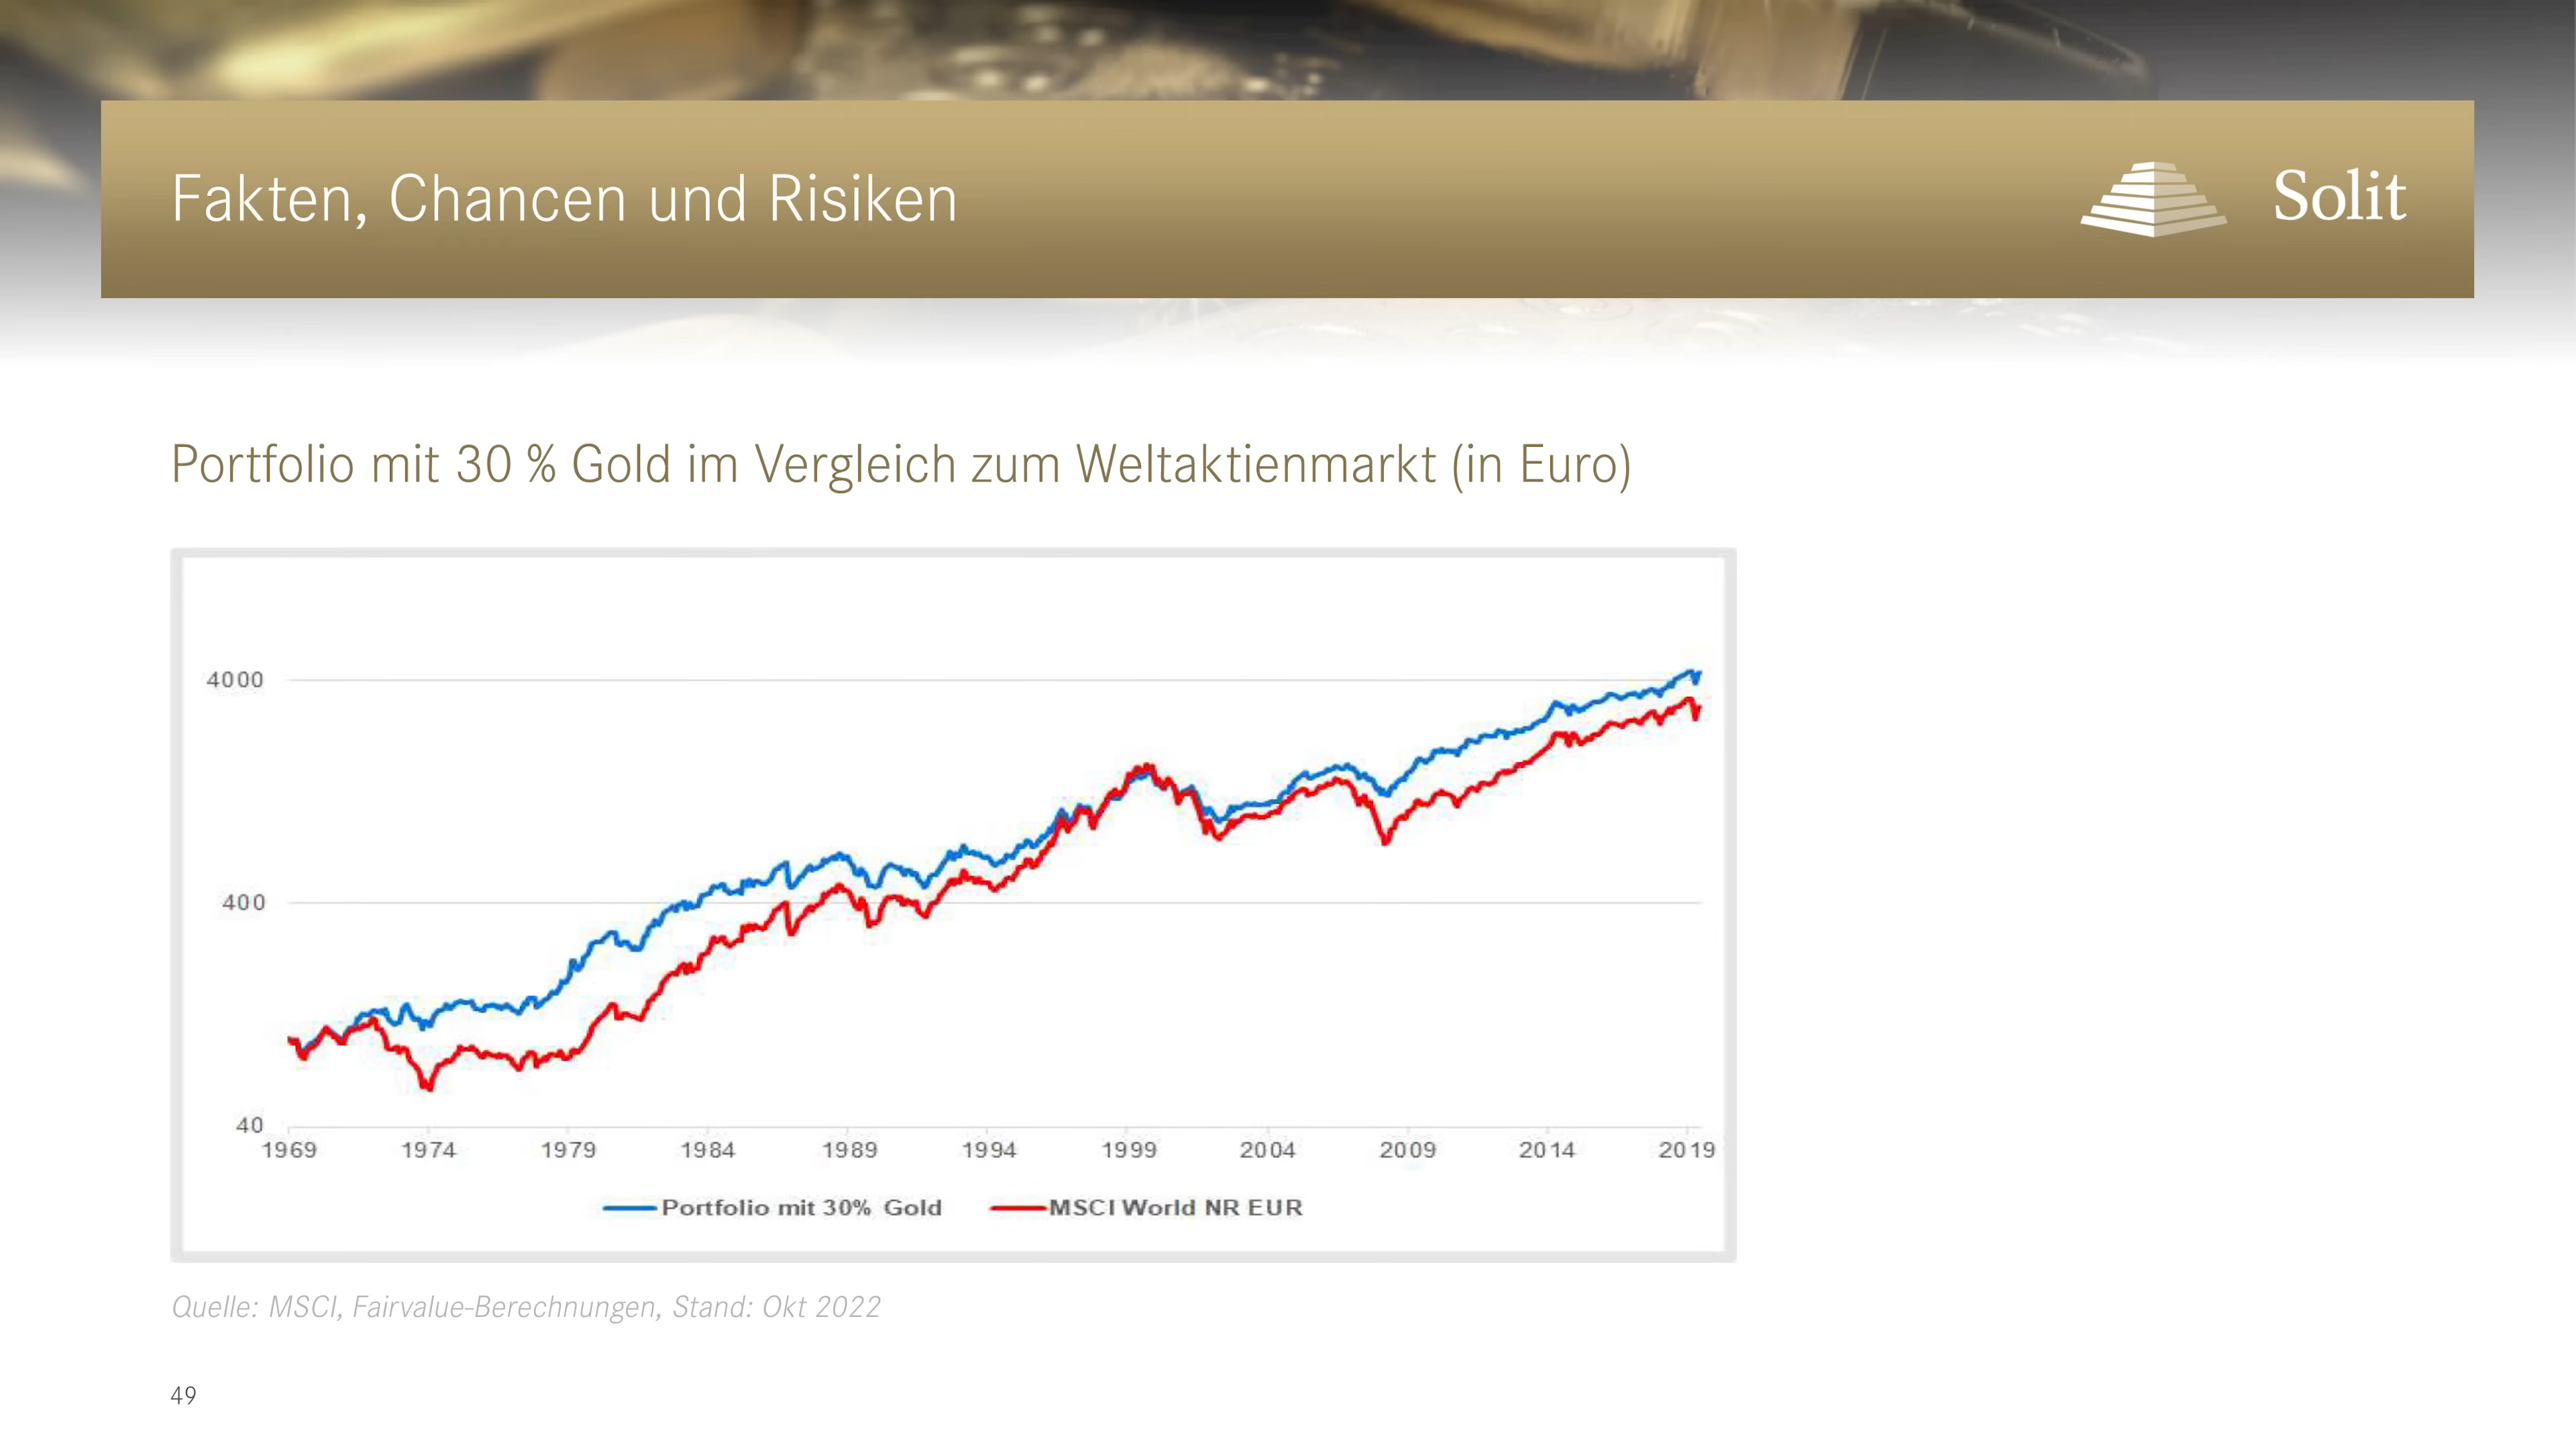 Fakten, Chancen und Risiken
Solit
Portfolio mit 30 % Gold im Vergleich zum Weltaktienmarkt (in Euro)
4000
400
40
1969 1974 1979 1984 1989 1994 1999 2004 2009 2014 2019
Portfolio mit 30% Gold MSCI World NR EUR
Quelle: MSCI, Fairvalue-Berechnungen, Stand: Okt 2022
49